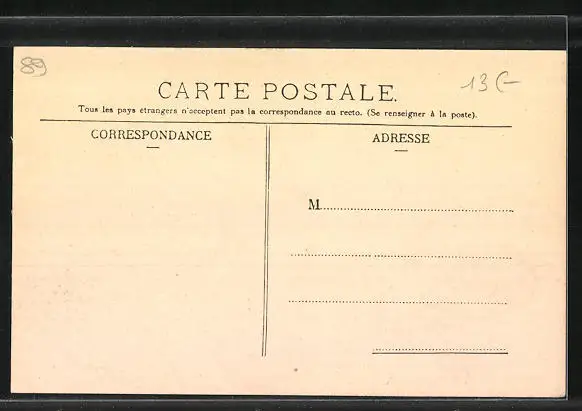 89
13 -
CARTE POSTALE.
Tous les pays étrangers n'acceptent pas la correspondance au recto. (Se renseigner à la poste).
CORRESPONDANCE
ADRESSE
M